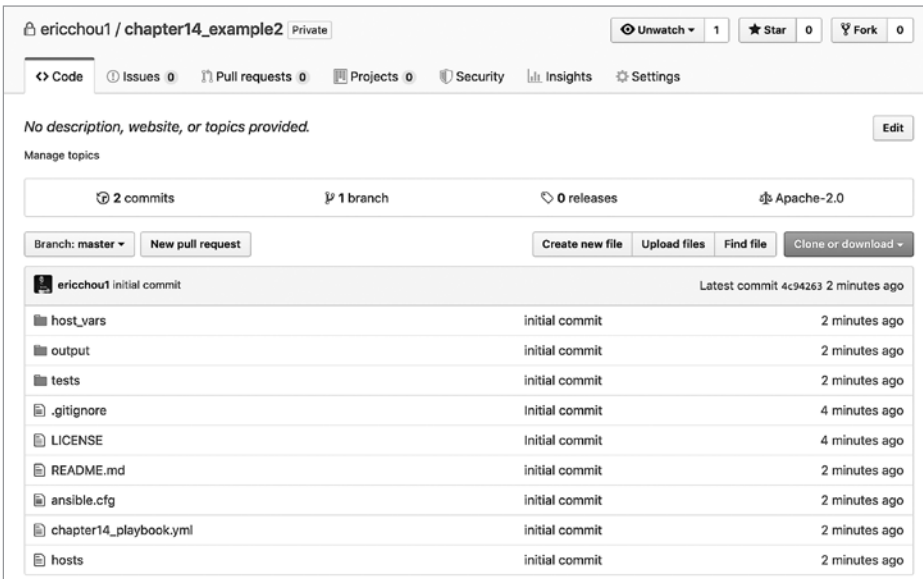 ericchou1 / chapter14_example2 Private Unwatch 1 Star 0 Fork 0
Code Issues 0 Pull requests 0 Projects 0 Security Insights Settings
No description, website, or topics provided. Edit
Manage topics
2 commits 1 branch 0 releases Apache-2.0
Branch: master New pull request Create new file Upload files Find file Clone or download
ericchou1 initial commit Latest commit 4c94263 2 minutes ago
host_vars initial commit 2 minutes ago
output initial commit 2 minutes ago
tests initial commit 2 minutes ago
.gitignore Initial commit 4 minutes ago
LICENSE Initial commit 4 minutes ago
README.md initial commit 2 minutes ago
ansible.cfg initial commit 2 minutes ago
chapter14_playbook.yml initial commit 2 minutes ago
hosts initial commit 2 minutes ago